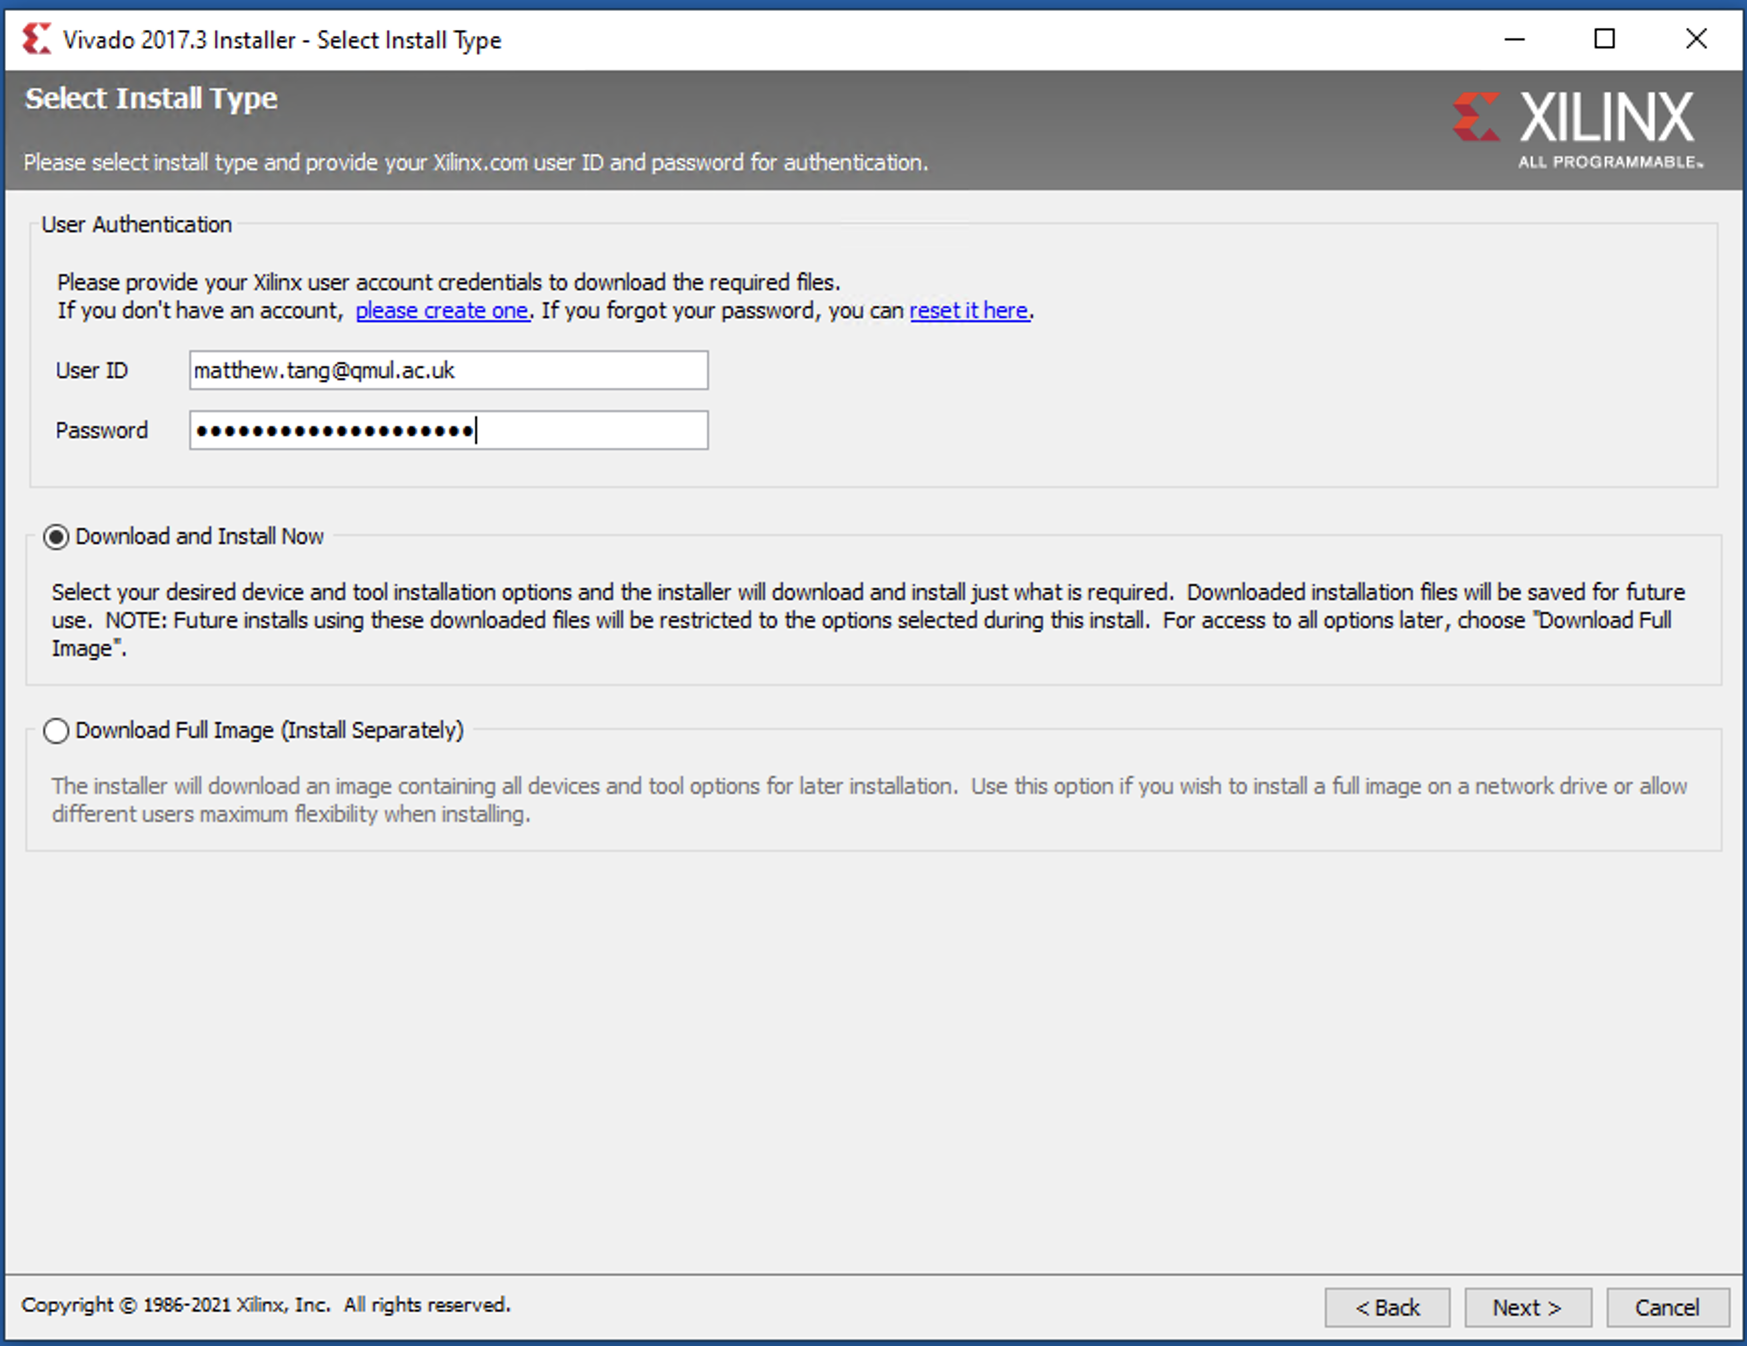 Vivado 2017.3 Installer - Select Install Type
Select Install Type
XILINX
ALL PROGRAMMABLE™
Please select install type and provide your Xilinx.com user ID and password for authentication.
User Authentication
Please provide your Xilinx user account credentials to download the required files.
If you don't have an account, please create one. If you forgot your password, you can reset it here.
User ID matthew.tang@qmul.ac.uk
Password ••••••••••••••••••••
Download and Install Now
Select your desired device and tool installation options and the installer will download and install just what is required. Downloaded installation files will be saved for future
use. NOTE: Future installs using these downloaded files will be restricted to the options selected during this install. For access to all options later, choose "Download Full
Image".
Download Full Image (Install Separately)
The installer will download an image containing all devices and tool options for later installation. Use this option if you wish to install a full image on a network drive or allow
different users maximum flexibility when installing.
Copyright © 1986-2021 Xilinx, Inc. All rights reserved.
< Back Next > Cancel